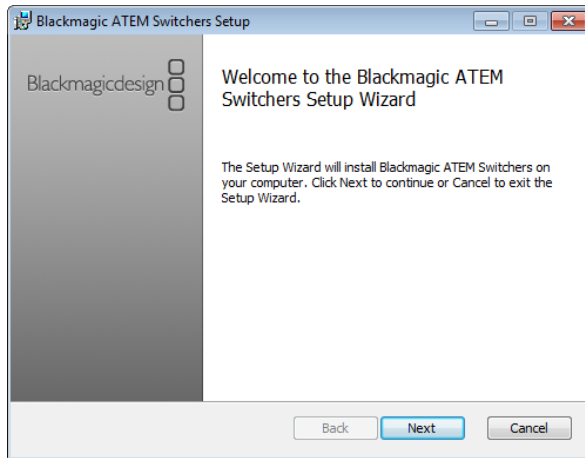 Blackmagic ATEM Switchers Setup
Blackmagicdesign
Welcome to the Blackmagic ATEM
Switchers Setup Wizard
The Setup Wizard will install Blackmagic ATEM Switchers on
your computer. Click Next to continue or Cancel to exit the
Setup Wizard.
Back Next Cancel